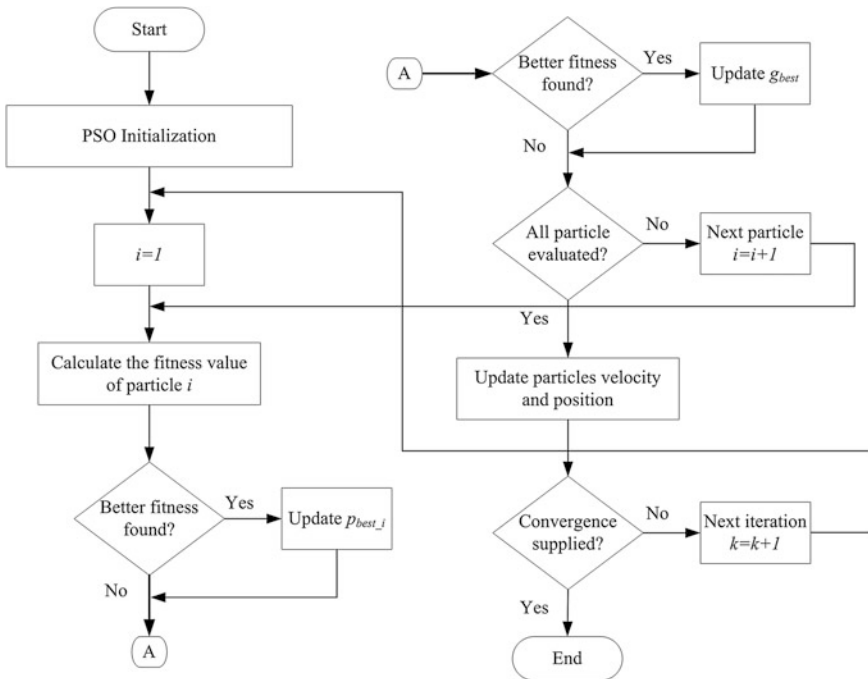 Start
PSO Initialization
i=1
Calculate the fitness value
of particle i
Better fitness
found?
Yes
Update pbest_i
No
A
A
Better fitness
found?
Yes
Update gbest
No
All particle
evaluated?
No
Next particle
i=i+1
Yes
Update particles velocity
and position
Convergence
supplied?
No
Next iteration
k=k+1
Yes
End